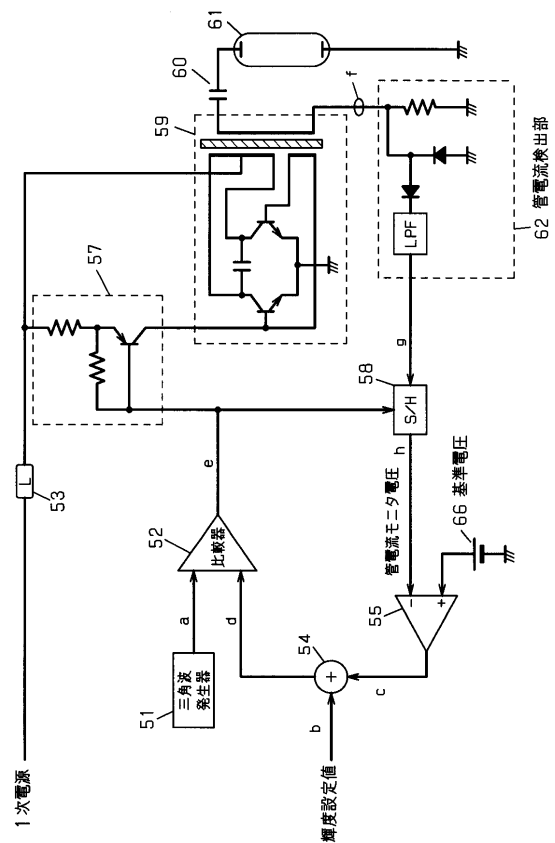 1次電源
L
53
57
59
60
61
f
三角波
発生器
51
a
比較器
52
e
d
54
+
b
輝度設定値
c
55
-
+
66 基準電圧
管電流モニタ電圧
h
S/H
58
g
LPF
62 管電流検出部